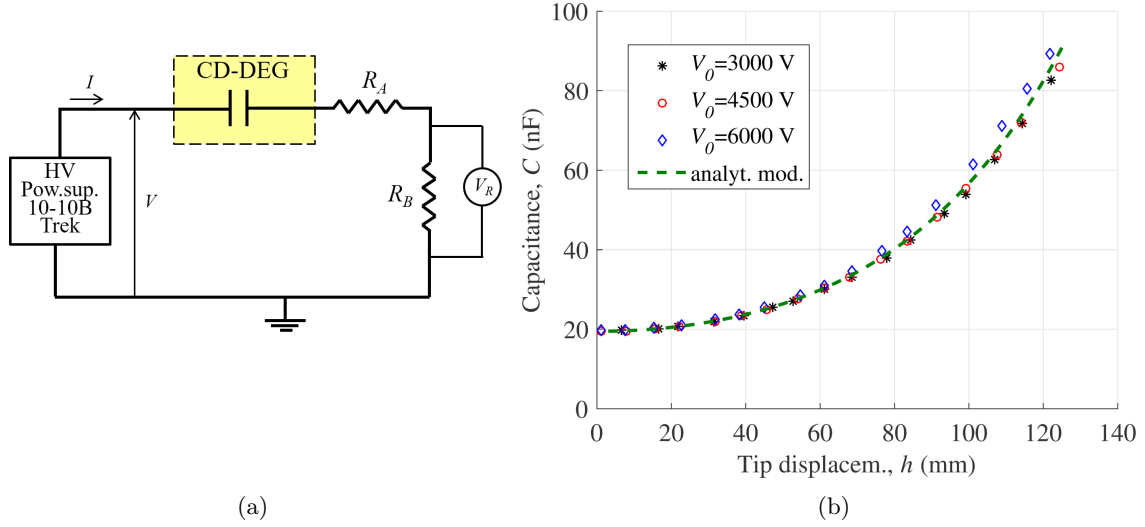 CD-DEG
I
R_A
HV
Pow.sup.
10-10B
Trek
V
R_B
V_R
(a)
100
80
60
40
20
0
Capacitance, C (nF)
V_0=3000 V
V_0=4500 V
V_0=6000 V
analyt. mod.
0 20 40 60 80 100 120 140
Tip displacem., h (mm)
(b)